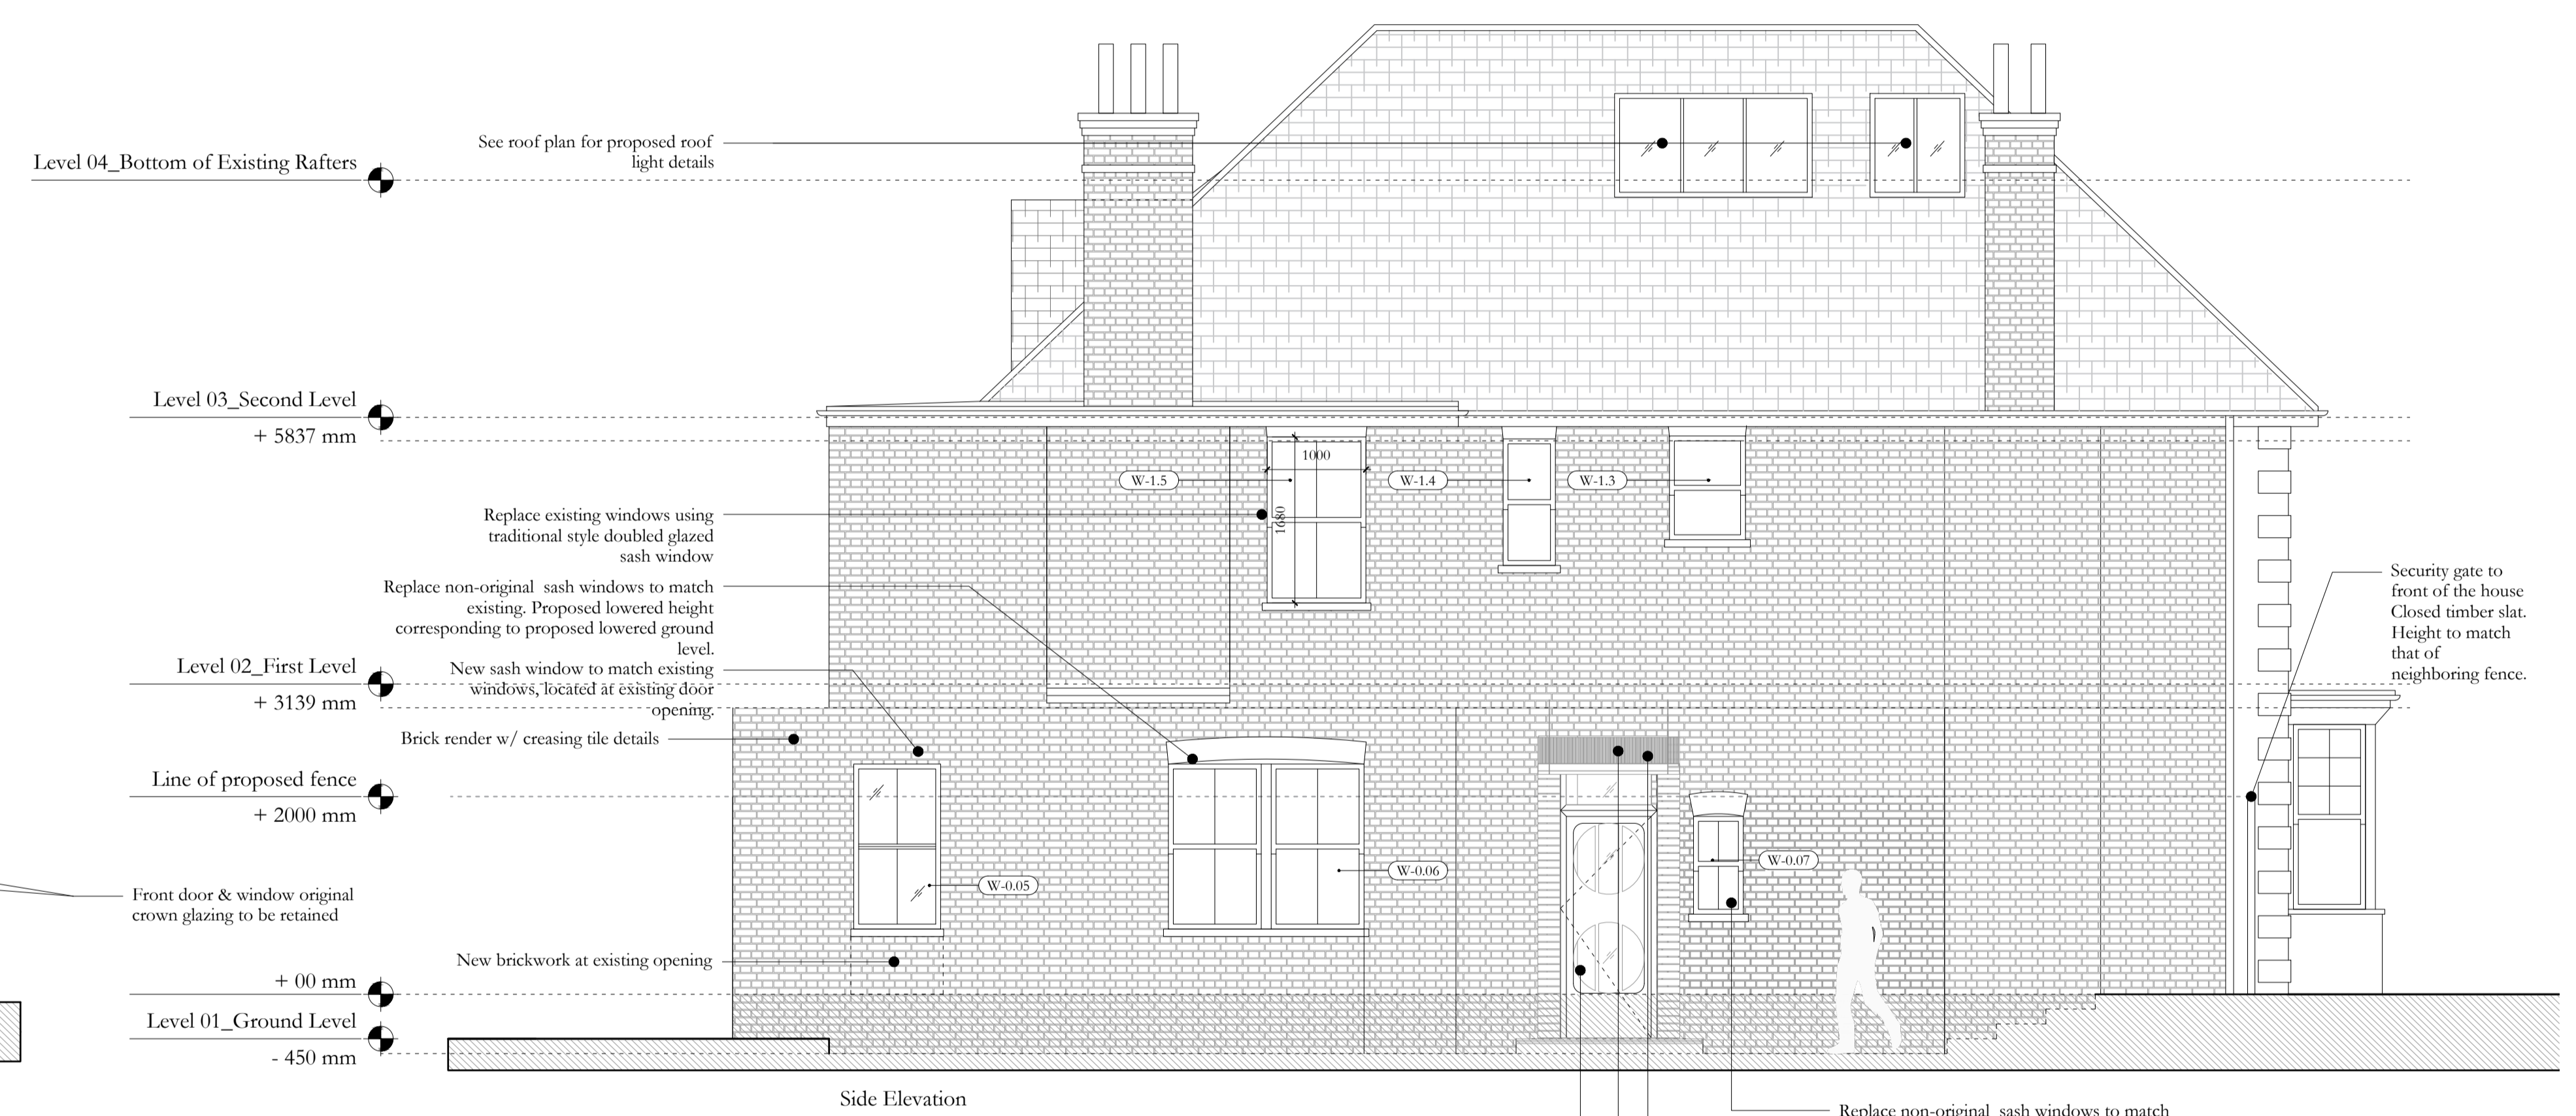 See roof plan for proposed roof
light details
Level 04_Bottom of Existing Rafters
Level 03_Second Level
+ 5837 mm
1000
1680
W-1.5
W-1.4
W-1.3
Replace existing windows using
traditional style doubled glazed
sash window
Replace non-original sash windows to match
existing. Proposed lowered height
corresponding to proposed lowered ground
level.
Security gate to
front of the house
Closed timber slat.
Height to match
that of
neighboring fence.
Level 02_First Level
+ 3139 mm
New sash window to match existing
windows, located at existing door
opening.
Brick render w/ creasing tile details
Line of proposed fence
+ 2000 mm
W-0.05
W-0.06
W-0.07
Front door & window original
crown glazing to be retained
New brickwork at existing opening
+ 00 mm
Level 01_Ground Level
- 450 mm
Side Elevation
Replace non-original sash windows to match